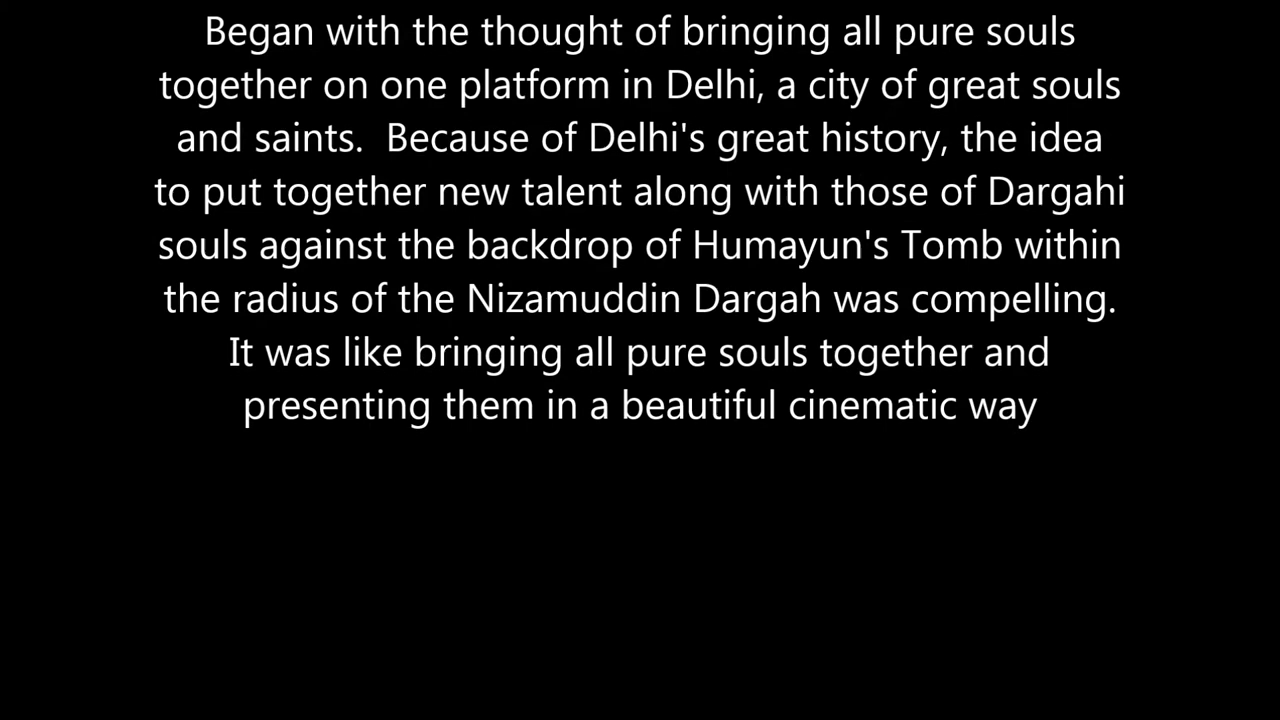 Began with the thought of bringing all pure souls
together on one platform in Delhi, a city of great souls
and saints.  Because of Delhi's great history, the idea
to put together new talent along with those of Dargahi
souls against the backdrop of Humayun's Tomb within
the radius of the Nizamuddin Dargah was compelling.
It was like bringing all pure souls together and
presenting them in a beautiful cinematic way